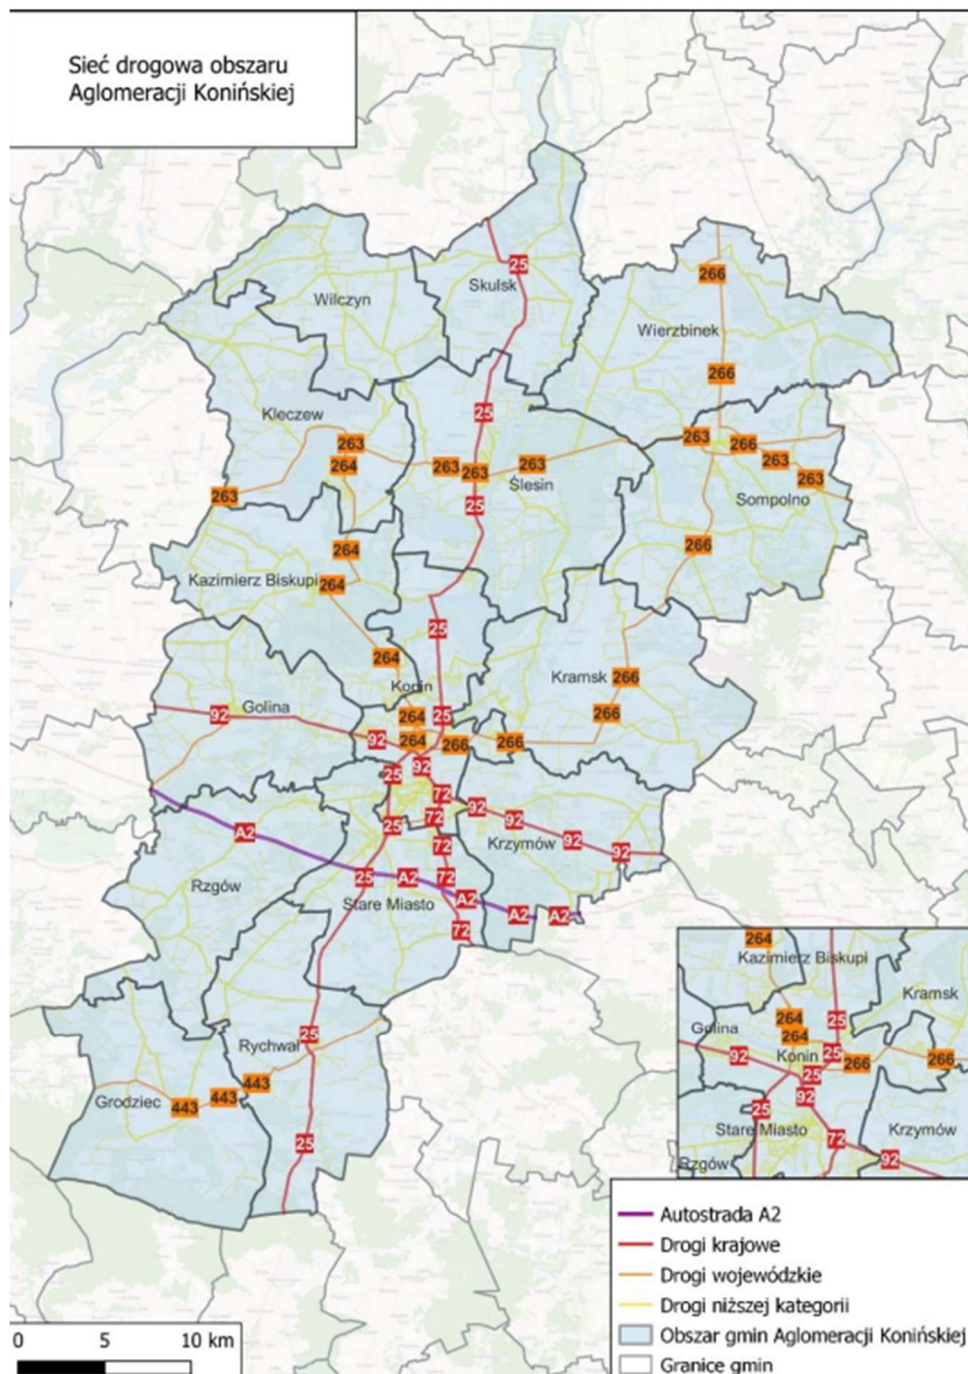 Sieć drogowa obszaru
Aglomeracji Konińskiej
25
Skulsk
266
Wilczyn
Wierzbinek
266
Kleczew
25
263
264
263
263
263
Ślesin
263
266
263
263
Sompolno
263
25
266
264
Kazimierz Biskupi
264
25
264
Konin
Kramsk
266
Golina
92
264
25
266
92
264
266
266
92
25
72
92
92
25
72
A2
72
Krzymów
92
92
Rzgów
25
A2
72
Stare Miasto
A2
A2
A2
72
25
Rychwał
443
Grodziec
443
443
25
264
Kazimierz Biskupi
Kramsk
264
25
Golina
264
92
Konin
25
266
266
25
92
25
Stare Miasto
72
Krzymów
92
Rzgów
Autostrada A2
Drogi krajowe
Drogi wojewódzkie
Drogi niższej kategorii
Obszar gmin Aglomeracji Konińskiej
Granice gmin
0 5 10 km